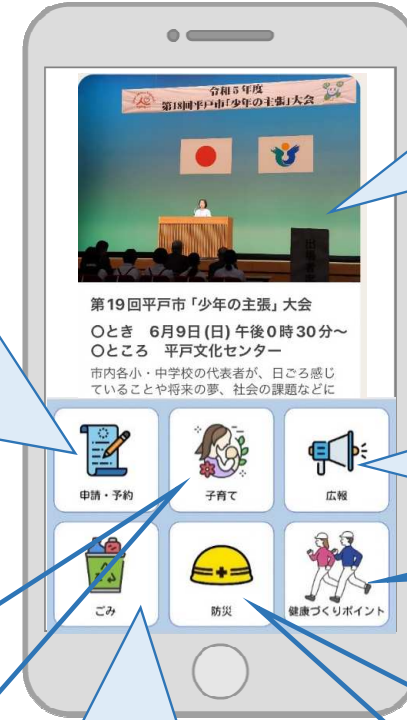 令和5年度
第18回平戸市「少年の主張」大会
第19回平戸市「少年の主張」大会
○とき 6月9日(日)午後0時30分~
○ところ 平戸文化センター
市内各小・中学校の代表者が、日ごろ感じ
ていることや将来の夢、社会の課題などに
申請・予約
子育て
広報
ごみ
防災
健康づくりポイント